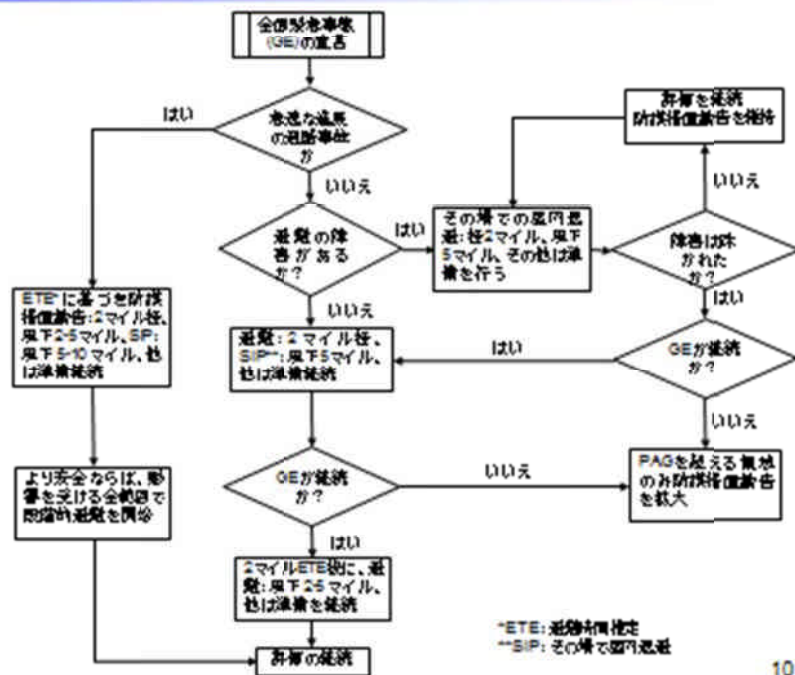 全面緊急事態
(GE)の宣言
急速な進展
の過酷事故
か
はい
いいえ
評価を継続
防護措置勧告を維持
いいえ
避難の障
害がある
か?
はい
その場での屋内退
避:径2マイル、風下
5マイル、その他は準
備を行う
障害は除
かれた
か?
はい
ETE*に基づき防護
措置勧告:2マイル径、
風下2-5マイル、SIP:
風下5-10マイル、他
は準備継続
いいえ
避難:2マイル径、
SIP**:風下5マイル、
他は準備継続
はい
GEが継続
か?
いいえ
より安全ならば、影
響を受ける全範囲で
段階的避難を開始
GEが継続
か?
いいえ
PAGを超える領域
のみ防護措置勧告
を拡大
はい
2マイルETE後に、避
難:風下2-5マイル、
他は準備を継続
評価の継続
*ETE:避難時間推定
**SIP:その場で屋内退避
10